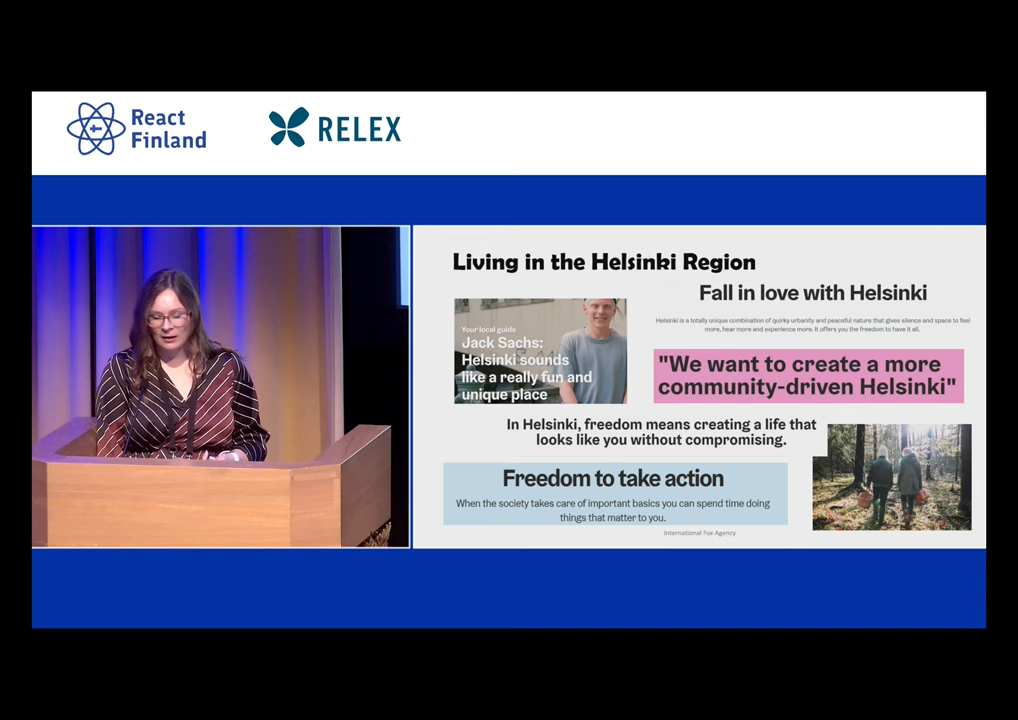 React
Finland
RELEX
Living in the Helsinki Region
Fall in love with Helsinki
Helsinki is a totally unique combination of quirky urbanity and peaceful nature that gives silence and space to feel
more, hear more and experience more. It offers you the freedom to have it all.
Your local guide
Jack Sachs:
Helsinki sounds
like a really fun and
unique place
"We want to create a more
community-driven Helsinki"
In Helsinki, freedom means creating a life that
looks like you without compromising.
Freedom to take action
When the society takes care of important basics you can spend time doing
things that matter to you.
International Fox Agency